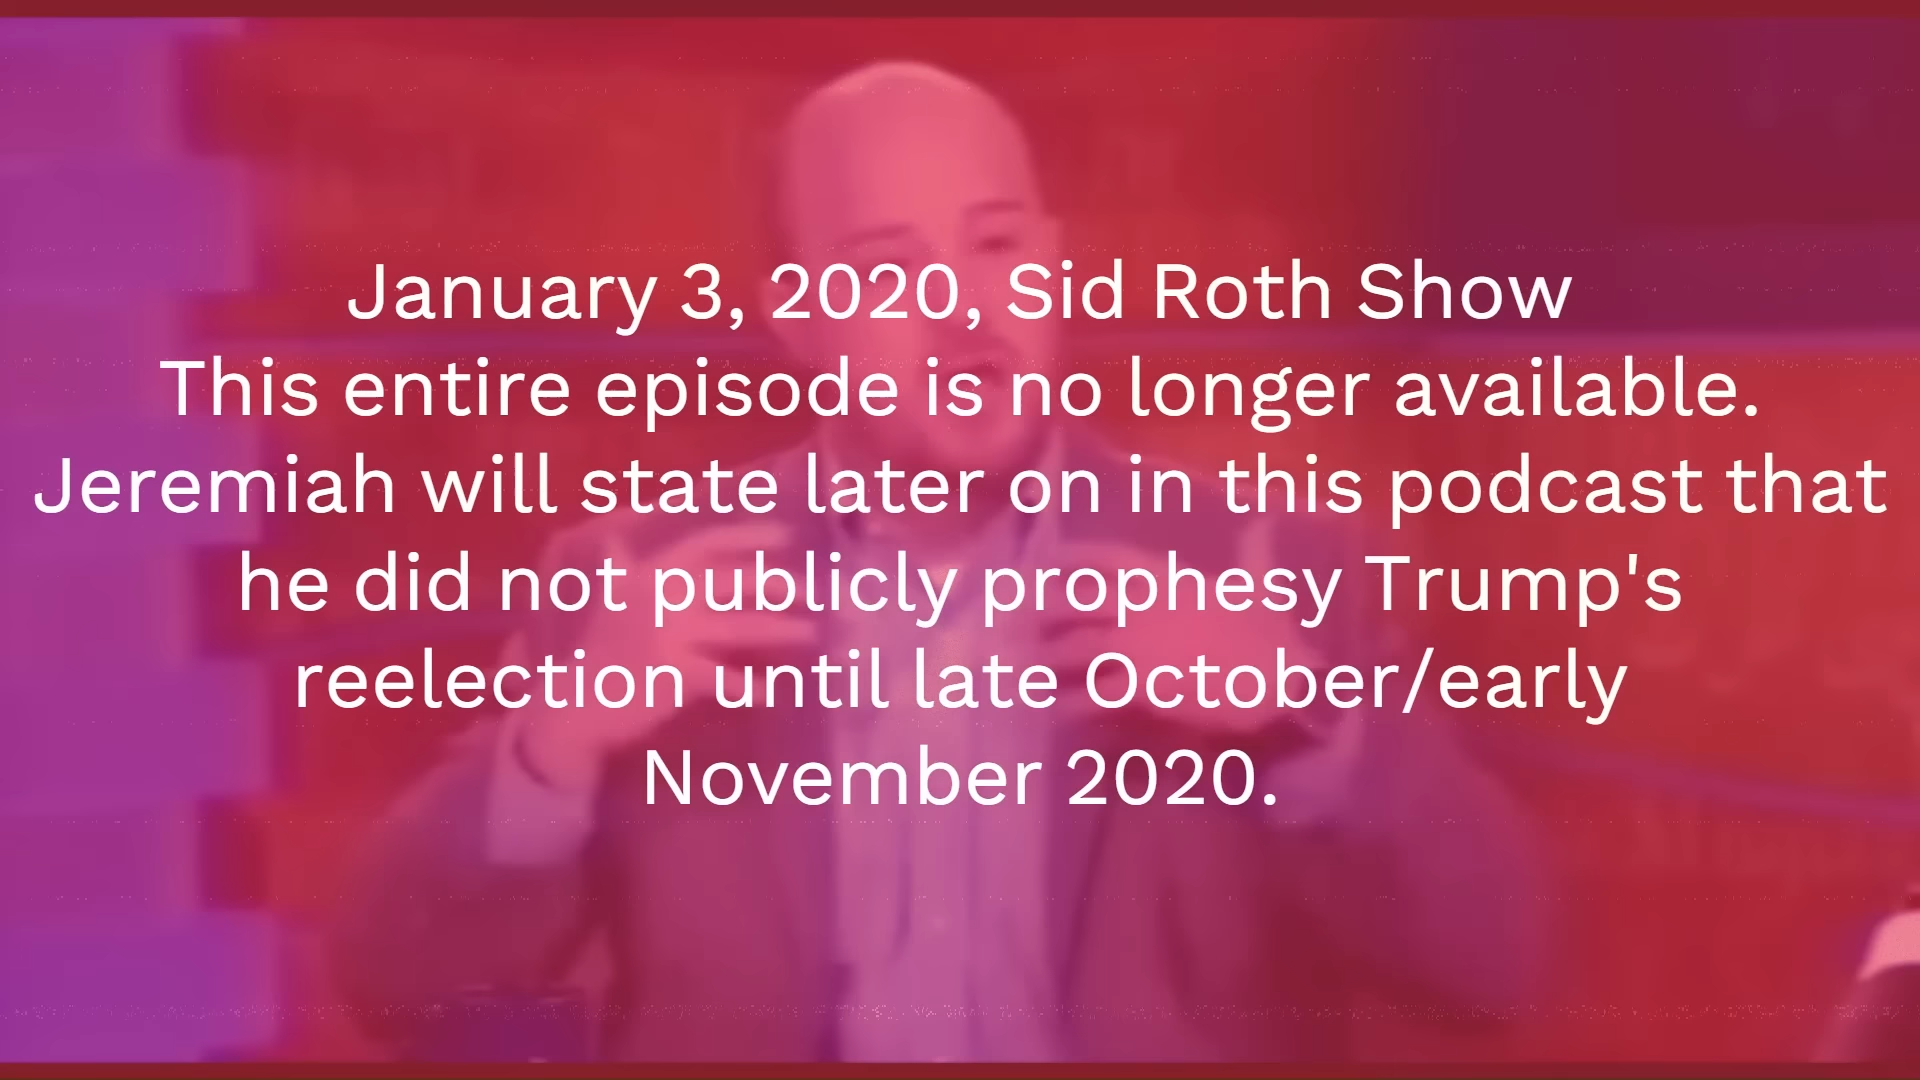 January 3, 2020, Sid Roth Show
This entire episode is no longer available.
Jeremiah will state later on in this podcast that
he did not publicly prophesy Trump's
reelection until late October/early
November 2020.